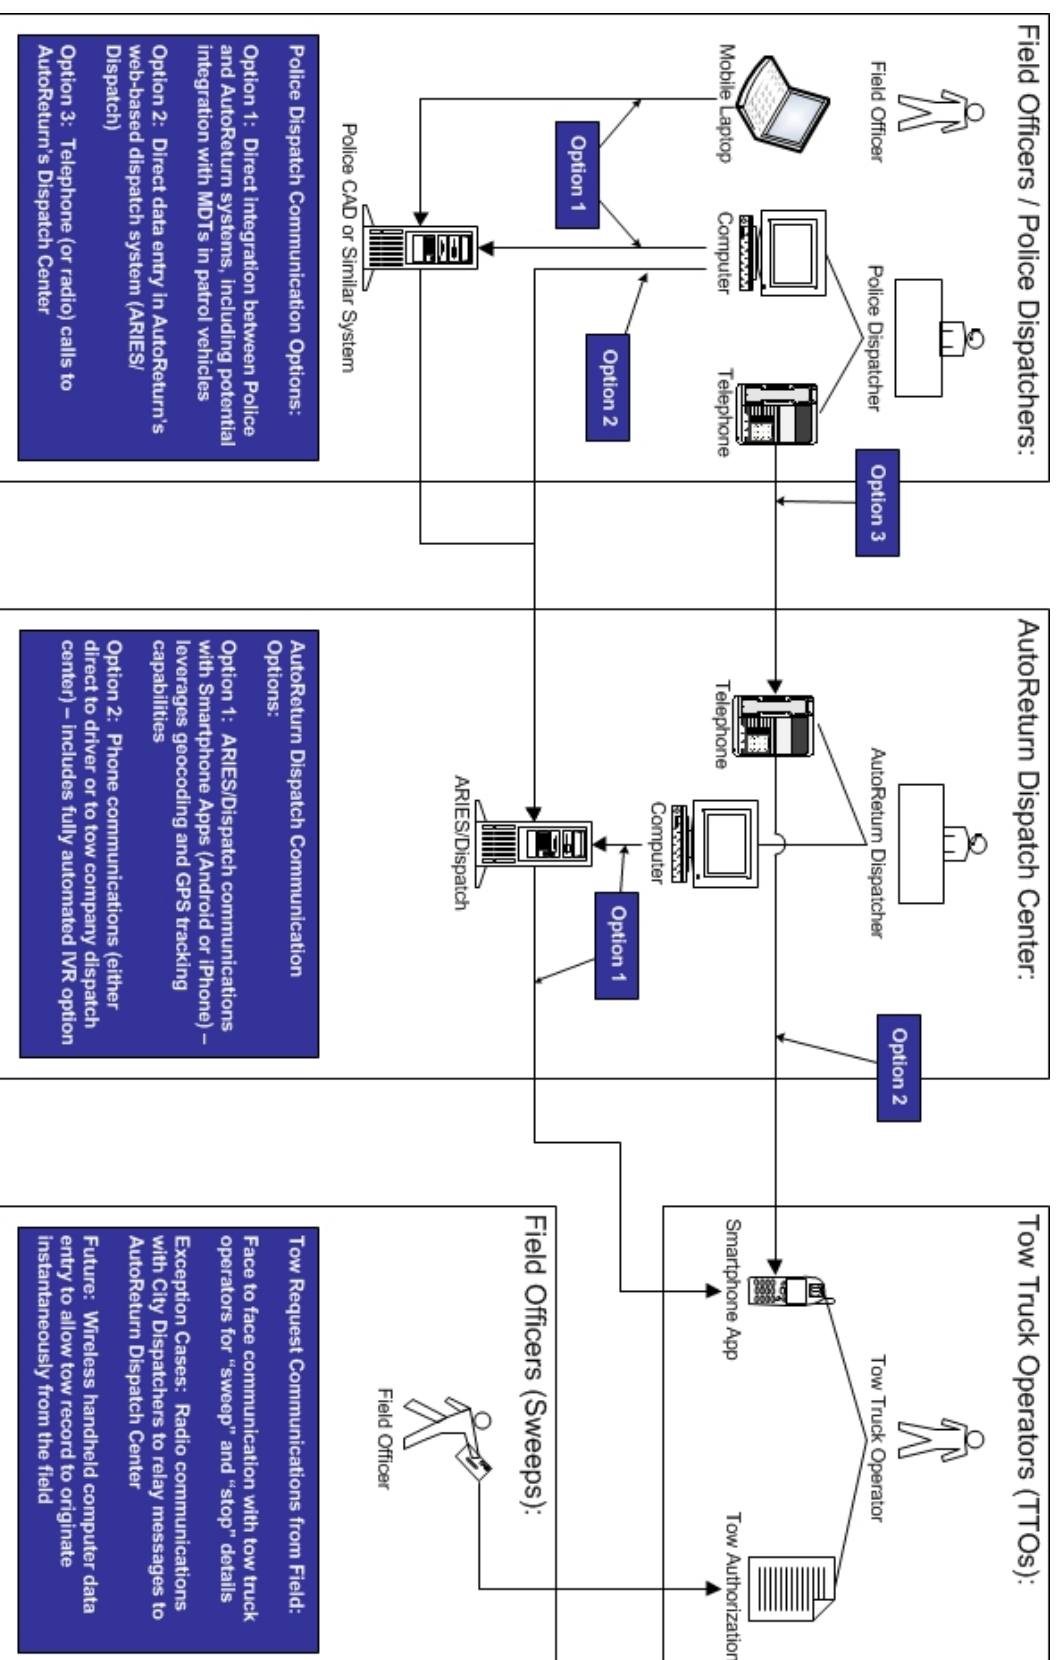 Field Officers / Police Dispatchers:
Field Officer
Police Dispatcher
Mobile Laptop
Computer
Telephone
Option 1
Option 2
Option 3
Police CAD or Similar System
Police Dispatch Communication Options:
Option 1:  Direct integration between Police
and AutoReturn systems, including potential
integration with MDTs in patrol vehicles
Option 2:  Direct data entry in AutoReturn's
web-based dispatch system (ARIES/
Dispatch)
Option 3:  Telephone (or radio) calls to
AutoReturn's Dispatch Center
AutoReturn Dispatch Center:
AutoReturn Dispatcher
Telephone
Computer
Option 2
Option 1
ARIES/Dispatch
AutoReturn Dispatch Communication
Options:
Option 1:  ARIES/Dispatch communications
with Smartphone Apps (Android or iPhone) –
leverages geocoding and GPS tracking
capabilities
Option 2:  Phone communications (either
direct to driver or to tow company dispatch
center) – includes fully automated IVR option
Tow Truck Operators (TTOs):
Tow Truck Operator
Smartphone App
Tow Authorization
Field Officers (Sweeps):
Field Officer
Tow Request Communications from Field:
Face to face communication with tow truck
operators for "sweep" and "stop" details
Exception Cases:  Radio communications
with City Dispatchers to relay messages to
AutoReturn Dispatch Center
Future:  Wireless handheld computer data
entry to allow tow record to originate
instantaneously from the field